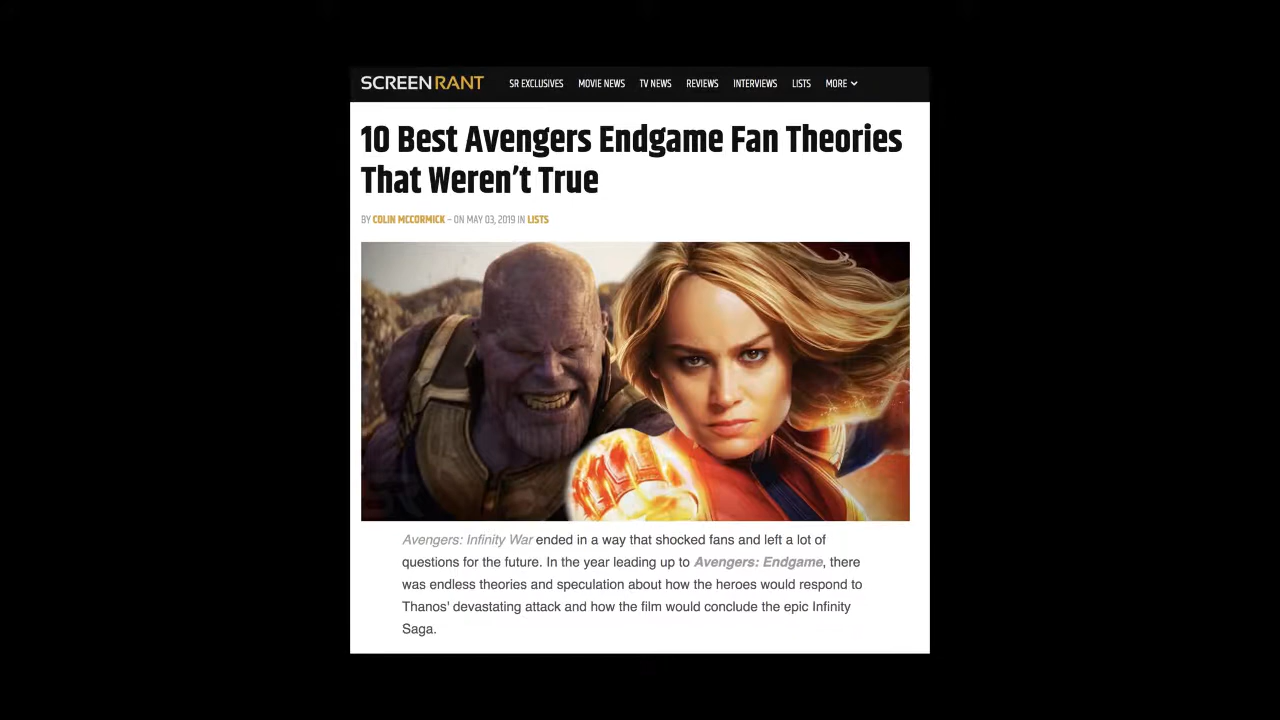 SCREENRANT SR EXCLUSIVES MOVIE NEWS TV NEWS REVIEWS INTERVIEWS LISTS MORE
10 Best Avengers Endgame Fan Theories
That Weren’t True
BY COLIN MCCORMICK – ON MAY 03, 2019 IN LISTS
Avengers: Infinity War ended in a way that shocked fans and left a lot of
questions for the future. In the year leading up to Avengers: Endgame, there
was endless theories and speculation about how the heroes would respond to
Thanos' devastating attack and how the film would conclude the epic Infinity
Saga.